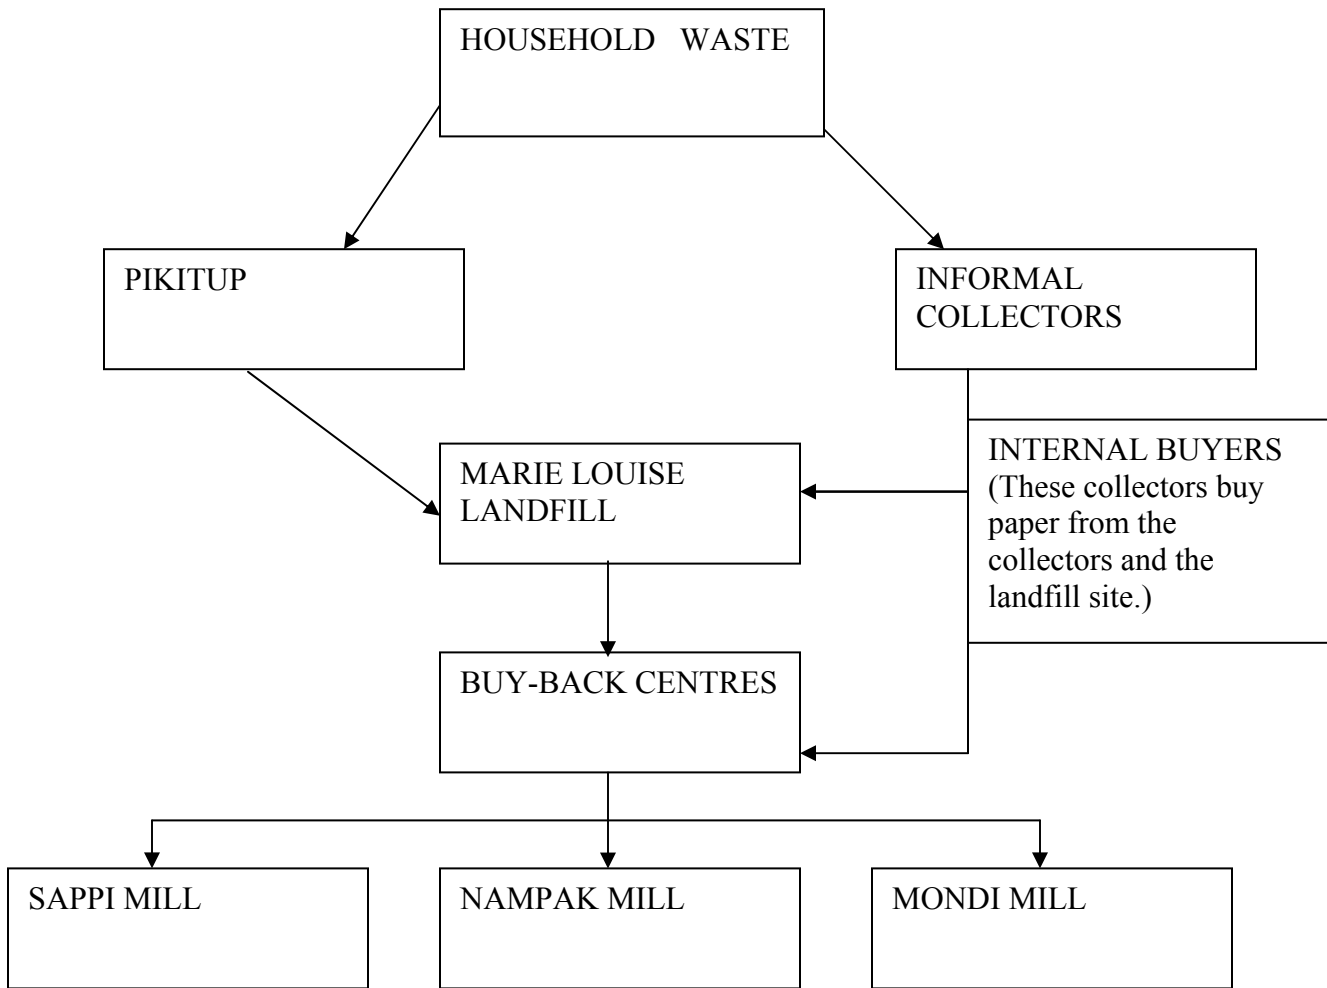 HOUSEHOLD WASTE
PIKITUP
INFORMAL
COLLECTORS
MARIE LOUISE
LANDFILL
INTERNAL BUYERS
(These collectors buy
paper from the
collectors and the
landfill site.)
BUY-BACK CENTRES
SAPPI MILL
NAMPAK MILL
MONDI MILL